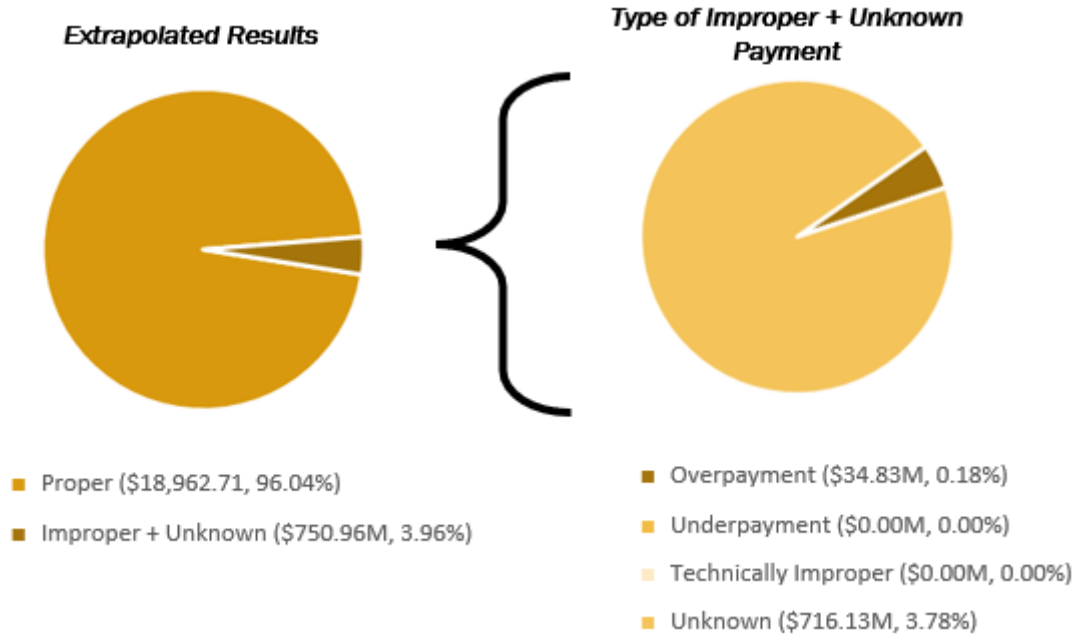 Extrapolated Results
Proper ($18,962.71, 96.04%)
Improper + Unknown ($750.96M, 3.96%)
Type of Improper + Unknown
Payment
Overpayment ($34.83M, 0.18%)
Underpayment ($0.00M, 0.00%)
Technically Improper ($0.00M, 0.00%)
Unknown ($716.13M, 3.78%)